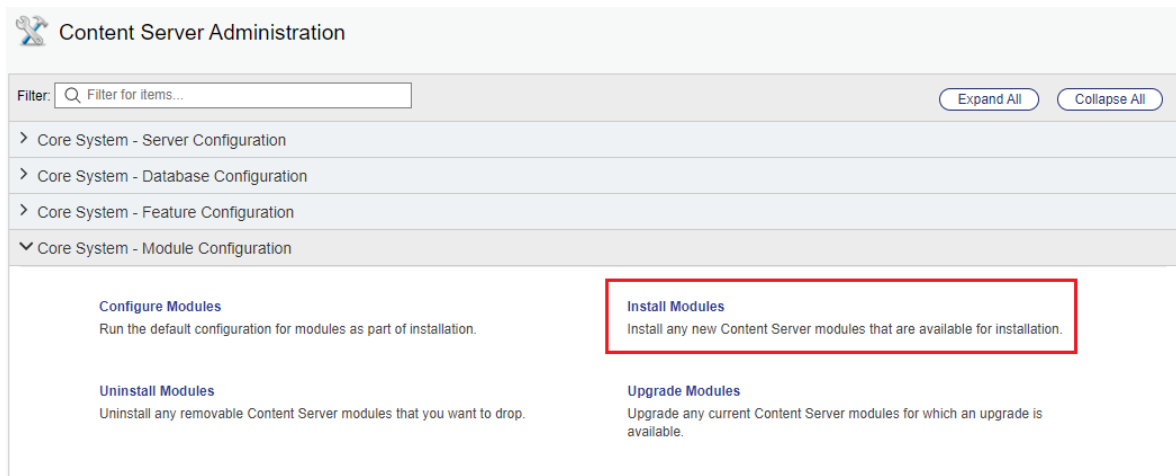 Content Server Administration
Filter: Filter for items...
Expand All
Collapse All
Core System - Server Configuration
Core System - Database Configuration
Core System - Feature Configuration
Core System - Module Configuration
Configure Modules
Run the default configuration for modules as part of installation.
Install Modules
Install any new Content Server modules that are available for installation.
Uninstall Modules
Uninstall any removable Content Server modules that you want to drop.
Upgrade Modules
Upgrade any current Content Server modules for which an upgrade is
available.